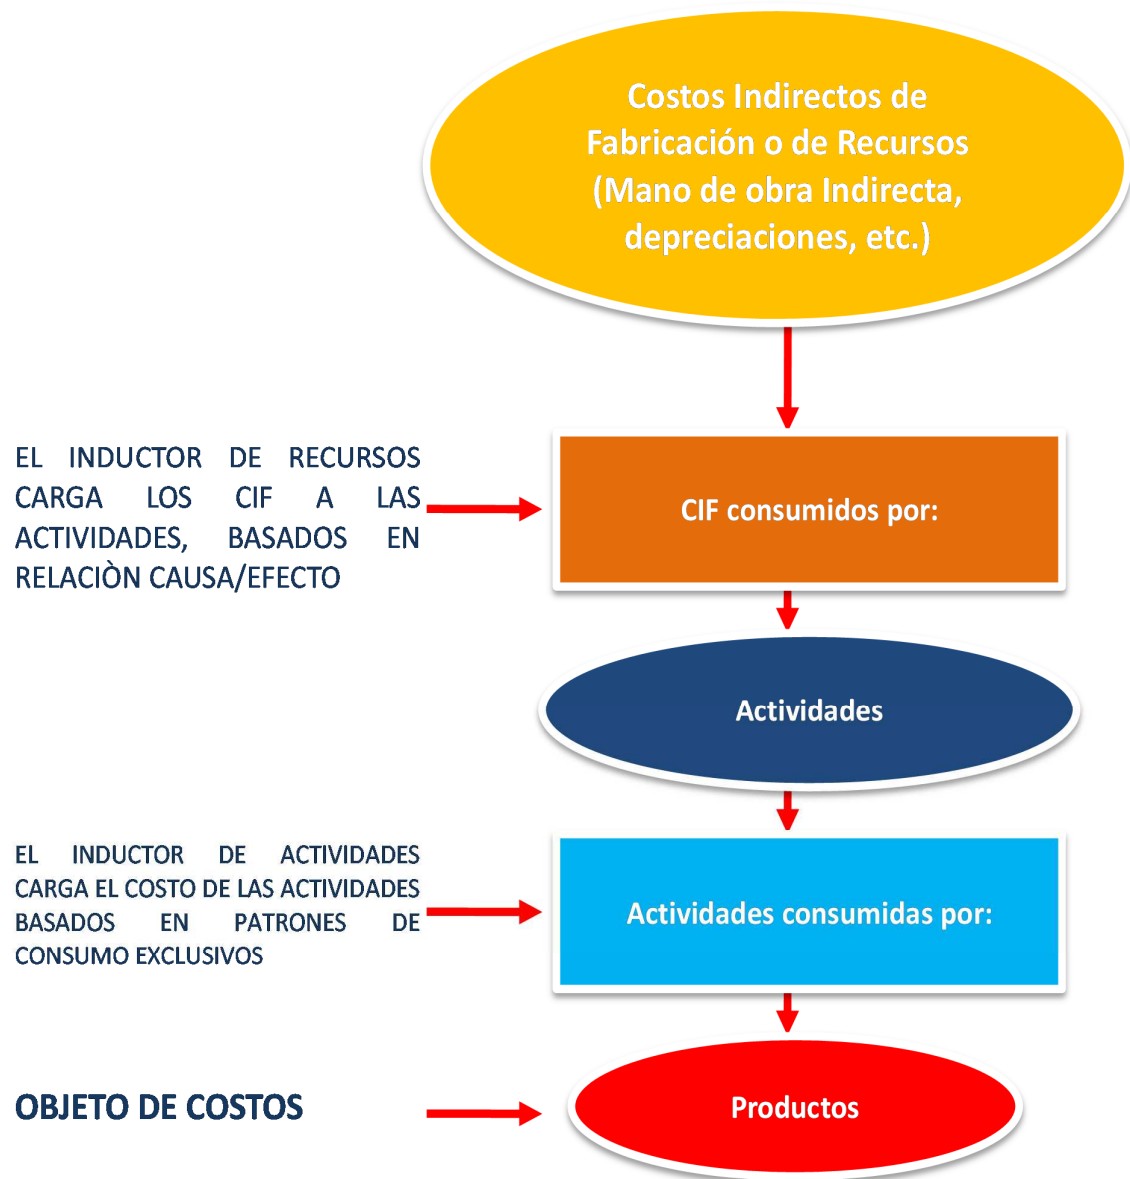 Costos Indirectos de
Fabricación o de Recursos
(Mano de obra Indirecta,
depreciaciones, etc.)
EL INDUCTOR DE RECURSOS
CARGA LOS CIF A LAS
ACTIVIDADES, BASADOS EN
RELACIÒN CAUSA/EFECTO
CIF consumidos por:
Actividades
EL INDUCTOR DE ACTIVIDADES
CARGA EL COSTO DE LAS ACTIVIDADES
BASADOS EN PATRONES DE
CONSUMO EXCLUSIVOS
Actividades consumidas por:
OBJETO DE COSTOS
Productos